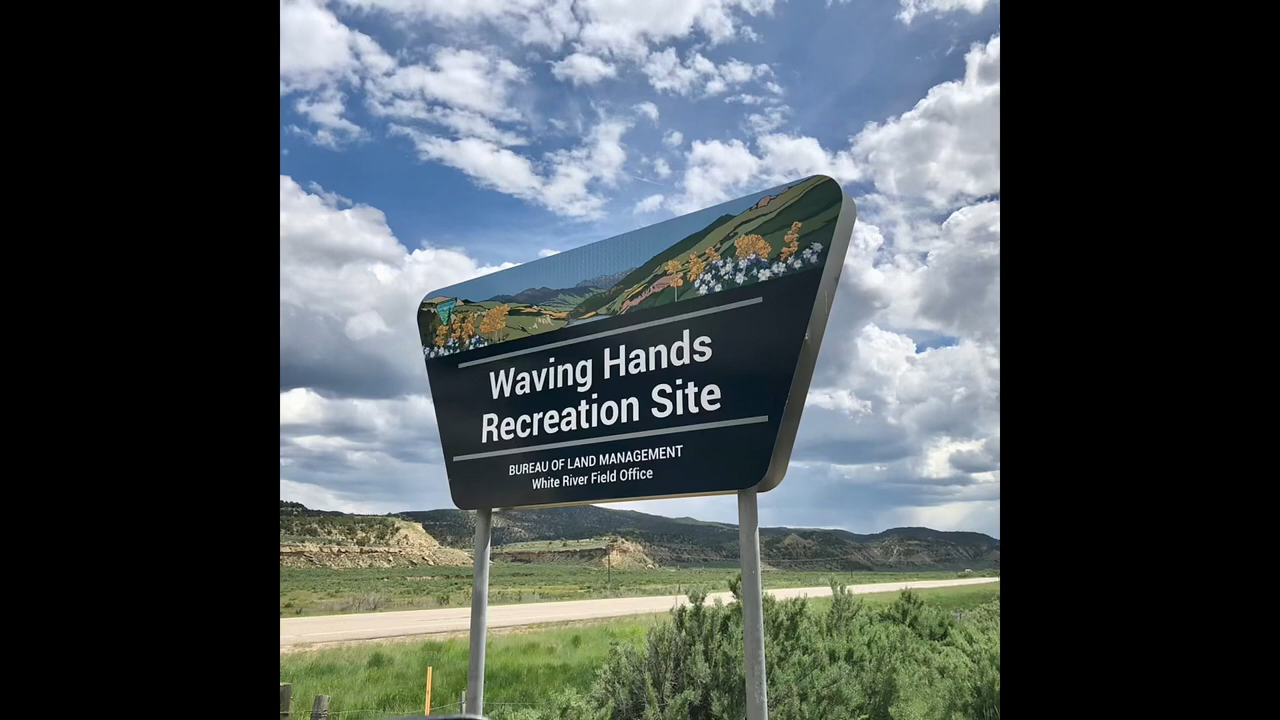 Waving Hands
Recreation Site
BUREAU OF LAND MANAGEMENT
White River Field Office